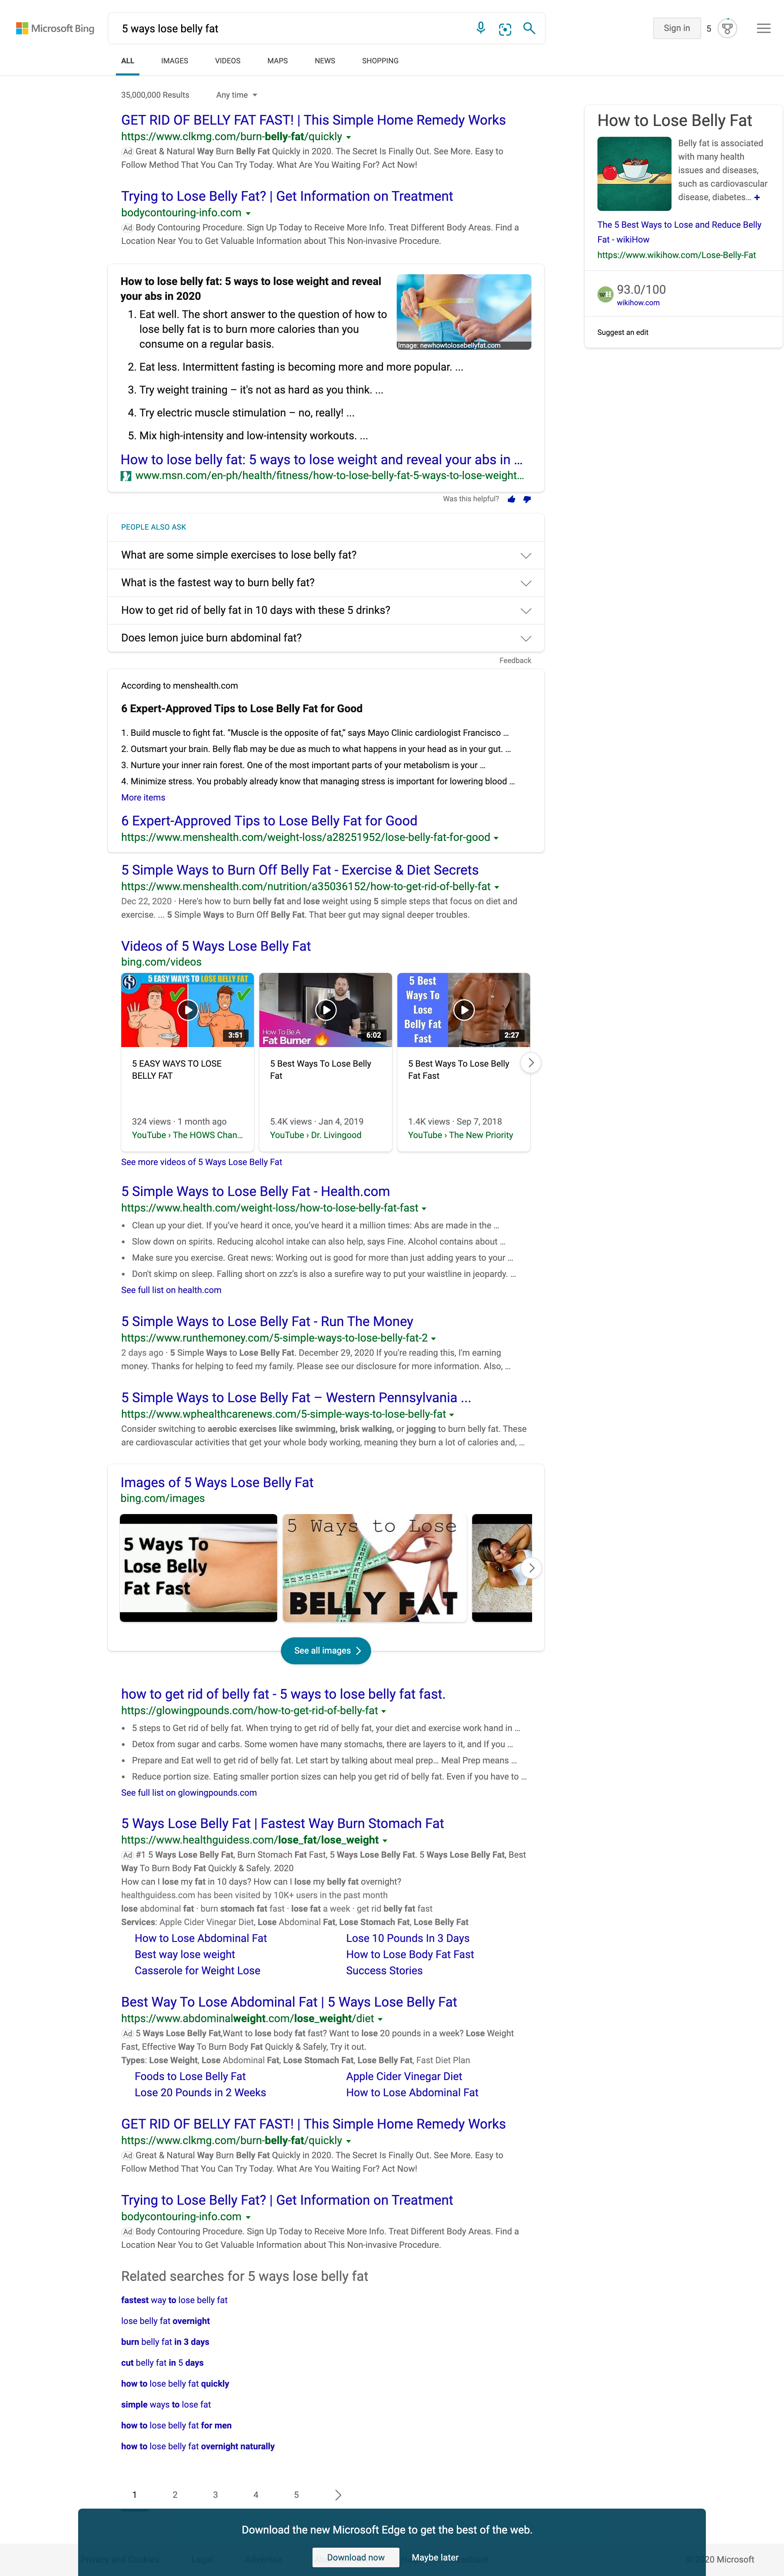 Microsoft Bing
5 ways lose belly fat
Sign in
5
ALL
IMAGES
VIDEOS
MAPS
NEWS
SHOPPING
35,000,000 Results
Any time
GET RID OF BELLY FAT FAST! | This Simple Home Remedy Works
https://www.clkmg.com/burn-belly-fat/quickly
Ad Great & Natural Way Burn Belly Fat Quickly in 2020. The Secret Is Finally Out. See More. Easy to
Follow Method That You Can Try Today. What Are You Waiting For? Act Now!
Trying to Lose Belly Fat? | Get Information on Treatment
bodycontouring-info.com
Ad Body Contouring Procedure. Sign Up Today to Receive More Info. Treat Different Body Areas. Find a
Location Near You to Get Valuable Information about This Non-invasive Procedure.
How to lose belly fat: 5 ways to lose weight and reveal
your abs in 2020
1. Eat well. The short answer to the question of how to
lose belly fat is to burn more calories than you
consume on a regular basis.
Image: newhowtolosebellyfat.com
2. Eat less. Intermittent fasting is becoming more and more popular. ...
3. Try weight training – it's not as hard as you think. ...
4. Try electric muscle stimulation – no, really! ...
5. Mix high-intensity and low-intensity workouts. ...
How to lose belly fat: 5 ways to lose weight and reveal your abs in …
www.msn.com/en-ph/health/fitness/how-to-lose-belly-fat-5-ways-to-lose-weight…
Was this helpful?
PEOPLE ALSO ASK
What are some simple exercises to lose belly fat?
What is the fastest way to burn belly fat?
How to get rid of belly fat in 10 days with these 5 drinks?
Does lemon juice burn abdominal fat?
Feedback
According to menshealth.com
6 Expert-Approved Tips to Lose Belly Fat for Good
1. Build muscle to fight fat. “Muscle is the opposite of fat,” says Mayo Clinic cardiologist Francisco …
2. Outsmart your brain. Belly flab may be due as much to what happens in your head as in your gut. …
3. Nurture your inner rain forest. One of the most important parts of your metabolism is your …
4. Minimize stress. You probably already know that managing stress is important for lowering blood …
More items
6 Expert-Approved Tips to Lose Belly Fat for Good
https://www.menshealth.com/weight-loss/a28251952/lose-belly-fat-for-good
5 Simple Ways to Burn Off Belly Fat - Exercise & Diet Secrets
https://www.menshealth.com/nutrition/a35036152/how-to-get-rid-of-belly-fat
Dec 22, 2020 · Here's how to burn belly fat and lose weight using 5 simple steps that focus on diet and
exercise. ... 5 Simple Ways to Burn Off Belly Fat. That beer gut may signal deeper troubles.
Videos of 5 Ways Lose Belly Fat
bing.com/videos
5 EASY WAYS TO LOSE BELLY FAT
3:51
How To Be A
Fat Burner
6:02
5 Best
Ways To
Lose
Belly Fat
Fast
2:27
5 EASY WAYS TO LOSE
BELLY FAT
324 views · 1 month ago
YouTube › The HOWS Chan…
5 Best Ways To Lose Belly
Fat
5.4K views · Jan 4, 2019
YouTube › Dr. Livingood
5 Best Ways To Lose Belly
Fat Fast
1.4K views · Sep 7, 2018
YouTube › The New Priority
See more videos of 5 Ways Lose Belly Fat
5 Simple Ways to Lose Belly Fat - Health.com
https://www.health.com/weight-loss/how-to-lose-belly-fat-fast
• Clean up your diet. If you've heard it once, you've heard it a million times: Abs are made in the …
• Slow down on spirits. Reducing alcohol intake can also help, says Fine. Alcohol contains about …
• Make sure you exercise. Great news: Working out is good for more than just adding years to your …
• Don't skimp on sleep. Falling short on zzz's is also a surefire way to put your waistline in jeopardy. …
See full list on health.com
5 Simple Ways to Lose Belly Fat - Run The Money
https://www.runthemoney.com/5-simple-ways-to-lose-belly-fat-2
2 days ago · 5 Simple Ways to Lose Belly Fat. December 29, 2020 If you're reading this, I'm earning
money. Thanks for helping to feed my family. Please see our disclosure for more information. Also, …
5 Simple Ways to Lose Belly Fat – Western Pennsylvania ...
https://www.wphealthcarenews.com/5-simple-ways-to-lose-belly-fat
Consider switching to aerobic exercises like swimming, brisk walking, or jogging to burn belly fat. These
are cardiovascular activities that get your whole body working, meaning they burn a lot of calories and, …
Images of 5 Ways Lose Belly Fat
bing.com/images
5 Ways To
Lose Belly
Fat Fast
5 Ways to Lose
BELLY FAT
See all images
how to get rid of belly fat - 5 ways to lose belly fat fast.
https://glowingpounds.com/how-to-get-rid-of-belly-fat
• 5 steps to Get rid of belly fat. When trying to get rid of belly fat, your diet and exercise work hand in …
• Detox from sugar and carbs. Some women have many stomachs, there are layers to it, and If you …
• Prepare and Eat well to get rid of belly fat. Let start by talking about meal prep… Meal Prep means …
• Reduce portion size. Eating smaller portion sizes can help you get rid of belly fat. Even if you have to …
See full list on glowingpounds.com
5 Ways Lose Belly Fat | Fastest Way Burn Stomach Fat
https://www.healthguidess.com/lose_fat/lose_weight
Ad #1 5 Ways Lose Belly Fat, Burn Stomach Fat Fast, 5 Ways Lose Belly Fat. 5 Ways Lose Belly Fat, Best
Way To Burn Body Fat Quickly & Safely. 2020
How can I lose my fat in 10 days? How can I lose my belly fat overnight?
healthguidess.com has been visited by 10K+ users in the past month
lose abdominal fat · burn stomach fat fast · lose fat a week · get rid belly fat fast
Services: Apple Cider Vinegar Diet, Lose Abdominal Fat, Lose Stomach Fat, Lose Belly Fat
How to Lose Abdominal Fat
Lose 10 Pounds In 3 Days
Best way lose weight
How to Lose Body Fat Fast
Casserole for Weight Lose
Success Stories
Best Way To Lose Abdominal Fat | 5 Ways Lose Belly Fat
https://www.abdominalweight.com/lose_weight/diet
Ad 5 Ways Lose Belly Fat,Want to lose body fat fast? Want to lose 20 pounds in a week? Lose Weight
Fast, Effective Way To Burn Body Fat Quickly & Safely, Try it out.
Types: Lose Weight, Lose Abdominal Fat, Lose Stomach Fat, Lose Belly Fat, Fast Diet Plan
Foods to Lose Belly Fat
Apple Cider Vinegar Diet
Lose 20 Pounds in 2 Weeks
How to Lose Abdominal Fat
GET RID OF BELLY FAT FAST! | This Simple Home Remedy Works
https://www.clkmg.com/burn-belly-fat/quickly
Ad Great & Natural Way Burn Belly Fat Quickly in 2020. The Secret Is Finally Out. See More. Easy to
Follow Method That You Can Try Today. What Are You Waiting For? Act Now!
Trying to Lose Belly Fat? | Get Information on Treatment
bodycontouring-info.com
Ad Body Contouring Procedure. Sign Up Today to Receive More Info. Treat Different Body Areas. Find a
Location Near You to Get Valuable Information about This Non-invasive Procedure.
Related searches for 5 ways lose belly fat
fastest way to lose belly fat
lose belly fat overnight
burn belly fat in 3 days
cut belly fat in 5 days
how to lose belly fat quickly
simple ways to lose fat
how to lose belly fat for men
how to lose belly fat overnight naturally
1
2
3
4
5
How to Lose Belly Fat
Belly fat is associated
with many health
issues and diseases,
such as cardiovascular
disease, diabetes… +
The 5 Best Ways to Lose and Reduce Belly
Fat - wikiHow
https://www.wikihow.com/Lose-Belly-Fat
93.0/100
wikihow.com
Suggest an edit
Download the new Microsoft Edge to get the best of the web.
Download now
Maybe later
20 Microsoft